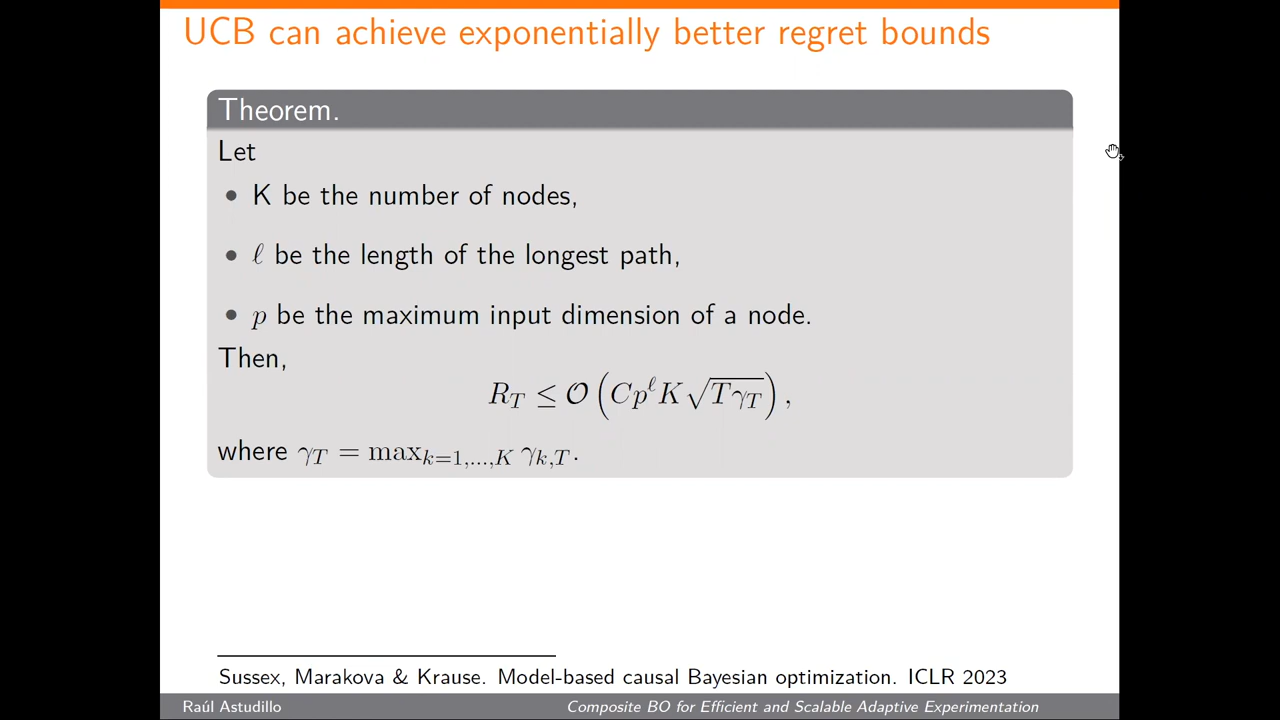 UCB can achieve exponentially better regret bounds
Theorem.
Let
• K be the number of nodes,
• ℓ be the length of the longest path,
• p be the maximum input dimension of a node.
Then,
R_T ≤ 𝒪(Cp^ℓ K√(Tγ_T)),
where γ_T = max_{k=1,...,K} γ_{k,T}.
Sussex, Marakova & Krause. Model-based causal Bayesian optimization. ICLR 2023
Raúl Astudillo Composite BO for Efficient and Scalable Adaptive Experimentation